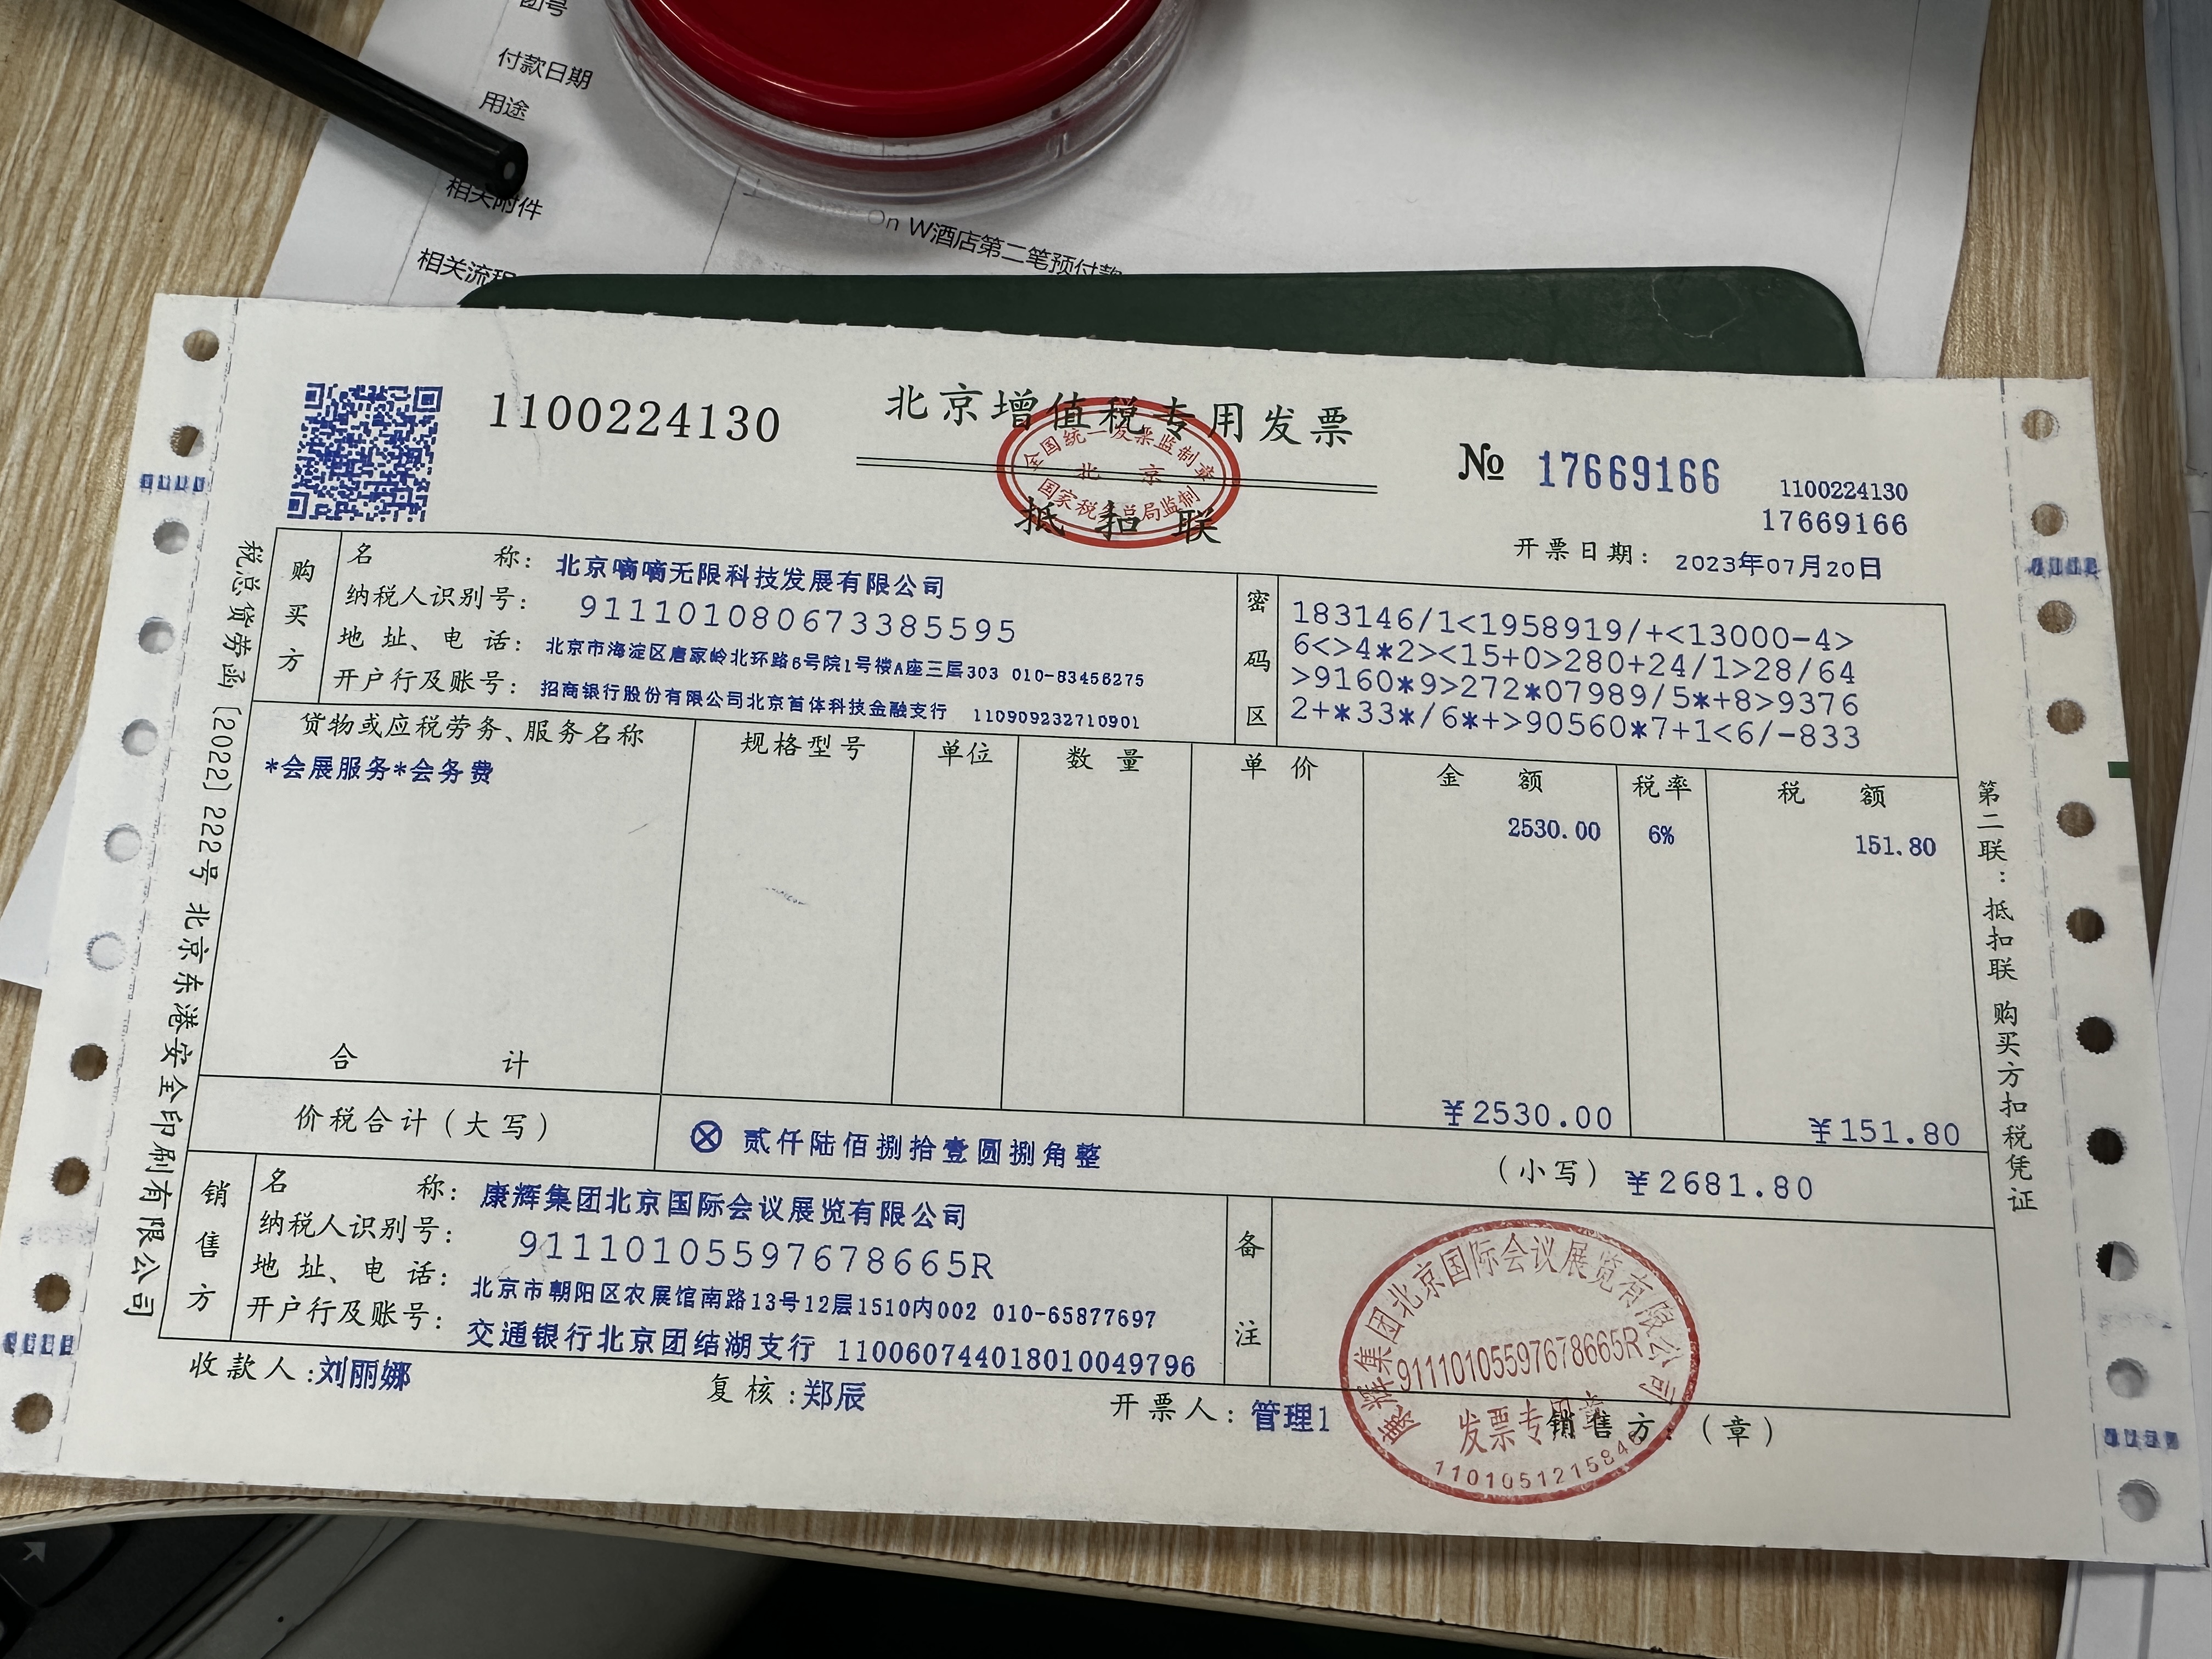 团号
付款日期
用途
相关附件
On W酒店第二笔预付款
相关流程
1100224130
北京增值税专用发票
全国统一发票监制章
北京
国家税务总局监制
抵扣联
№ 17669166
1100224130
17669166
开票日期: 2023年07月20日
税总货劳函〔2022〕222号 北京东港安全印刷有限公司
购买方
名称: 北京嘀嘀无限科技发展有限公司
纳税人识别号: 911101080673385595
地址、电话: 北京市海淀区唐家岭北环路6号院1号楼A座三层303 010-83456275
开户行及账号: 招商银行股份有限公司北京首体科技金融支行 110909232710901
密码区
183146/1<1958919/+<13000-4>
6<>4*2><15+0>280+24/1>28/64
>9160*9>272*07989/5*+8>9376
2+*33*/6*+>90560*7+1<6/-833
货物或应税劳务、服务名称 规格型号 单位 数量 单价 金额 税率 税额
*会展服务*会务费 2530.00 6% 151.80
合计 ¥2530.00 ¥151.80
价税合计(大写) ⊗ 贰仟陆佰捌拾壹圆捌角整 (小写) ¥2681.80
销售方
名称: 康辉集团北京国际会议展览有限公司
纳税人识别号: 91110105597678665R
地址、电话: 北京市朝阳区农展馆南路13号12层1510内002 010-65877697
开户行及账号: 交通银行北京团结湖支行 110060744018010049796
备注
康辉集团北京国际会议展览有限公司
91110105597678665R
发票专用章
收款人:刘丽娜 复核:郑辰 开票人: 管理1 销售方:(章)
第二联:抵扣联 购买方扣税凭证